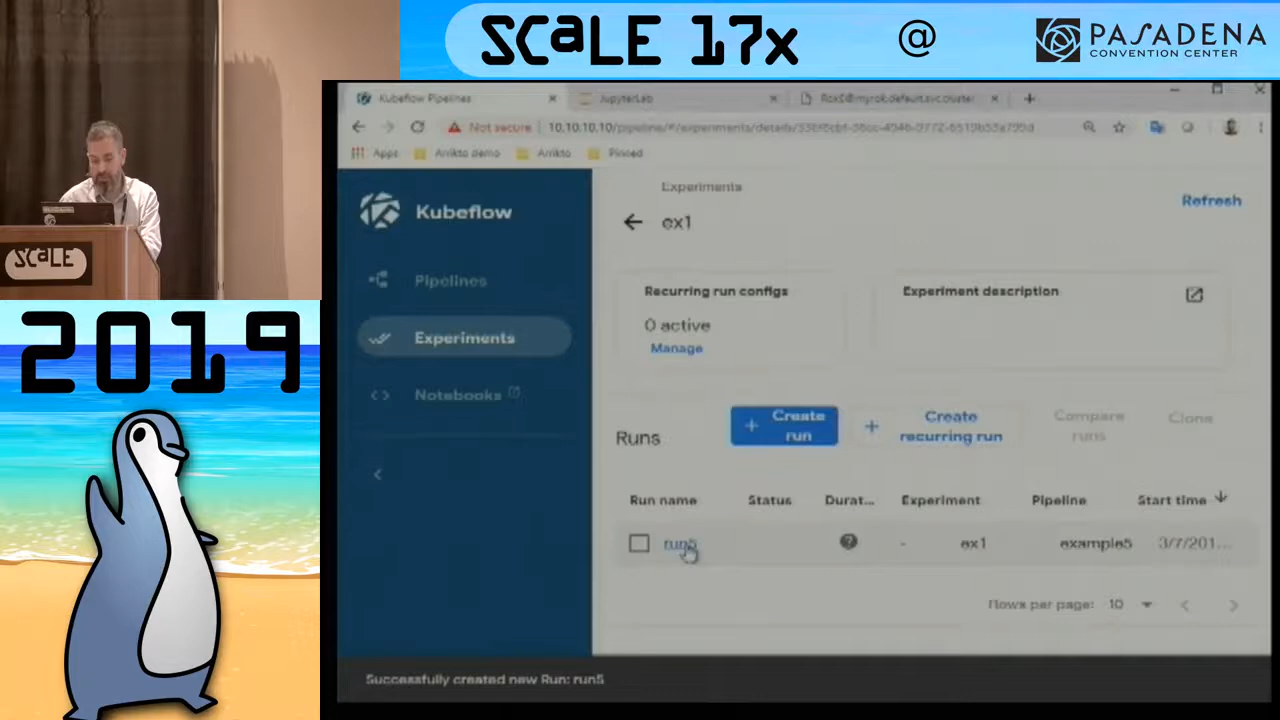 SCALE 17x @ PASADENA
CONVENTION CENTER
SCALE
2019
Kubeflow Pipelines
JupyterLab
Not secure
Apps
Arrikto demo
Arrikto
Pinned
Kubeflow
Pipelines
Experiments
Notebooks
Experiments
ex1
Refresh
Recurring run configs
0 active
Manage
Experiment description
Runs
+ Create run
+ Create recurring run
Compare runs
Clone
Run name Status Durat... Experiment Pipeline Start time
run5 - ex1 example5 3/7/201...
Rows per page: 10
Successfully created new Run: run5